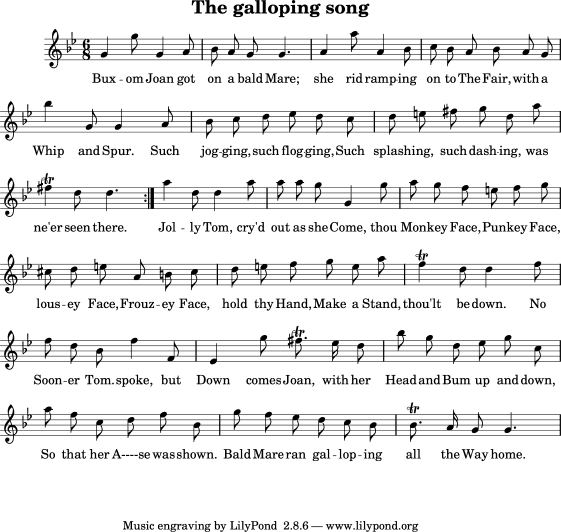 The galloping song
Bux - om Joan got on a bald Mare; she rid ramp - ing on to The Fair, with a
Whip and Spur. Such jog - ging, such flog - ging, Such splash - ing, such dash - ing, was
ne'er seen there. Jol - ly Tom, cry'd out as she Come, thou Monkey Face, Punkey Face,
lous - ey Face, Frouz - ey Face, hold thy Hand, Make a Stand, thou'lt be down. No
Soon - er Tom. spoke, but Down comes Joan, with her Head and Bum up and down,
So that her A----se was shown. Bald Mare ran gal - lop - ing all the Way home.
Music engraving by LilyPond 2.8.6 — www.lilypond.org